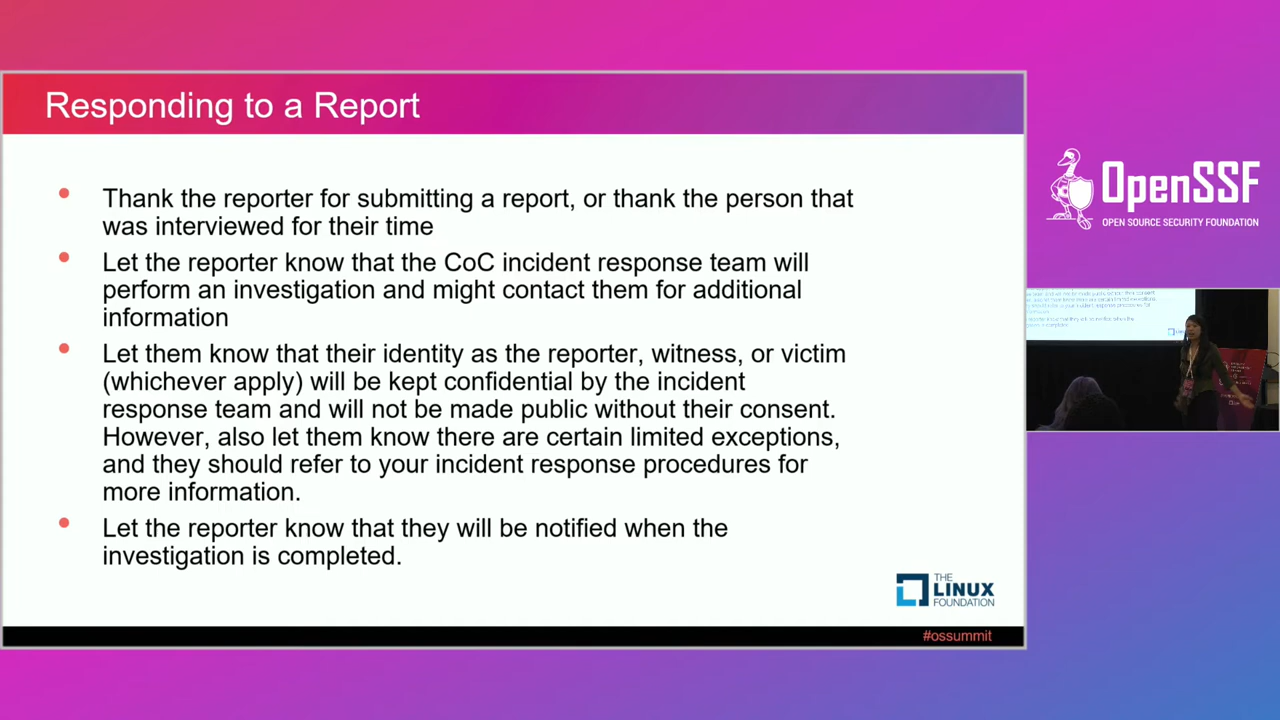 Responding to a Report
Thank the reporter for submitting a report, or thank the person that
was interviewed for their time
Let the reporter know that the CoC incident response team will
perform an investigation and might contact them for additional
information
Let them know that their identity as the reporter, witness, or victim
(whichever apply) will be kept confidential by the incident
response team and will not be made public without their consent.
However, also let them know there are certain limited exceptions,
and they should refer to your incident response procedures for
more information.
Let the reporter know that they will be notified when the
investigation is completed.
THE
LINUX
FOUNDATION
#ossummit
OpenSSF
OPEN SOURCE SECURITY FOUNDATION